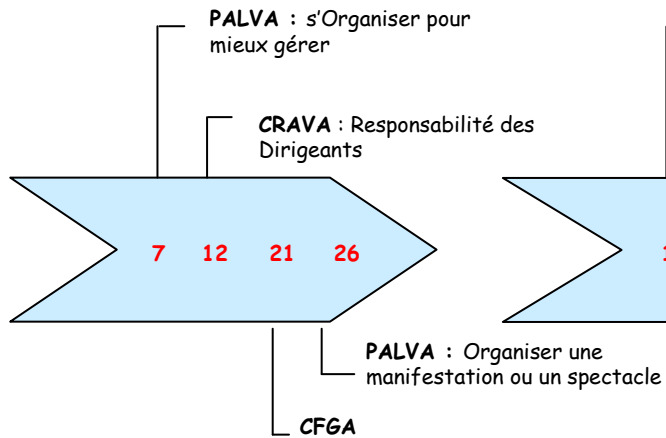 PALVA : s'Organiser pour
mieux gérer
CRAVA : Responsabilité des
Dirigeants
7 12 21 26
PALVA : Organiser une
manifestation ou un spectacle
CFGA